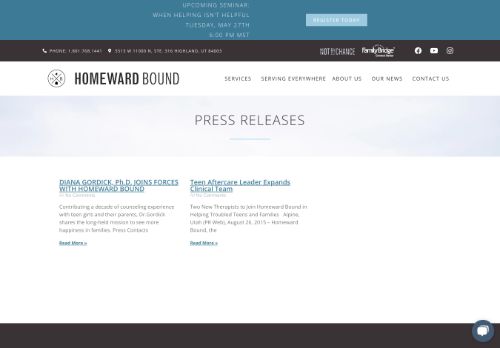 UPCOMING SEMINAR:
WHEN HELPING ISN'T HELPFUL
TUESDAY, MAY 27TH
6:00 PM MST
REGISTER TODAY
PHONE: 1.801.768.1441
5513 W 11000 N, STE. 316 HIGHLAND, UT 84003
NOT BY CHANCE
FamilyBridge
HOMEWARD BOUND
SERVICES
SERVING EVERYWHERE
ABOUT US
OUR NEWS
CONTACT US
PRESS RELEASES
DIANA GORDICK, Ph.D. JOINS FORCES
WITH HOMEWARD BOUND
No Comments
Contributing a decade of counseling experience
with teen girls and their parents, Dr.Gordick
shares the long-held mission to see more
happiness in families. Press Contacts
Read More »
Teen Aftercare Leader Expands
Clinical Team
No Comments
Two New Therapists to Join Homeward Bound in
Helping Troubled Teens and Families Alpine,
Utah (PR Web), August 26, 2015 – Homeward
Bound, the
Read More »